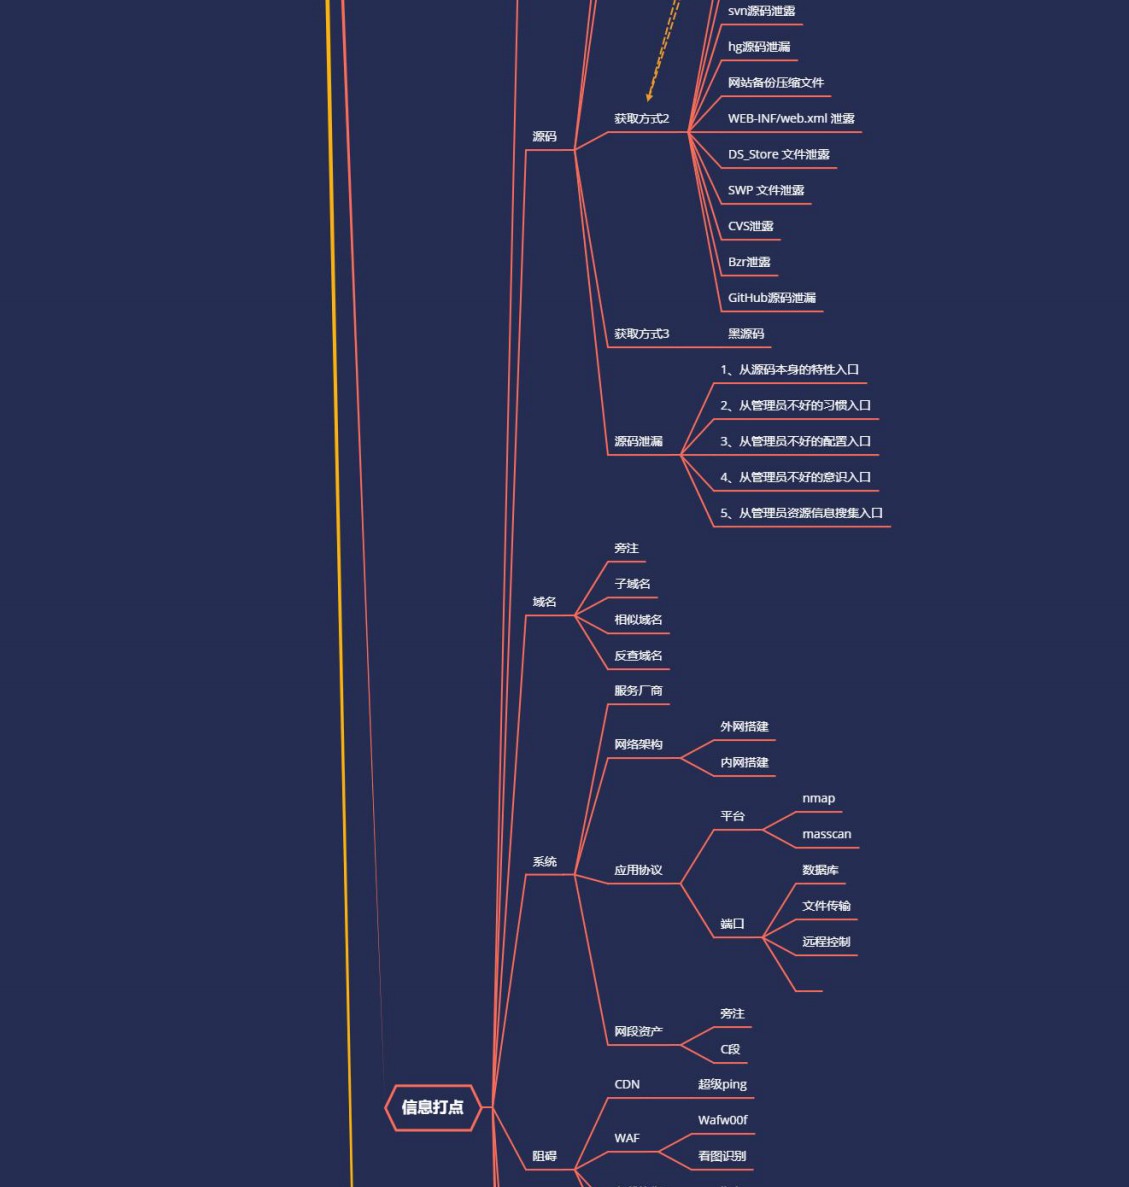 svn源码泄露
hg源码泄漏
网站备份压缩文件
获取方式2
WEB-INF/web.xml 泄露
源码
DS_Store 文件泄露
SWP 文件泄露
CVS泄露
Bzr泄露
GitHub源码泄漏
获取方式3
黑源码
1、从源码本身的特性入口
2、从管理员不好的习惯入口
源码泄漏
3、从管理员不好的配置入口
4、从管理员不好的意识入口
5、从管理员资源信息搜集入口
旁注
子域名
域名
相似域名
反查域名
服务厂商
外网搭建
网络架构
内网搭建
nmap
平台
masscan
系统
应用协议
数据库
文件传输
端口
远程控制
旁注
网段资产
C段
CDN
超级ping
信息打点
Wafw00f
WAF
看图识别
阻碍